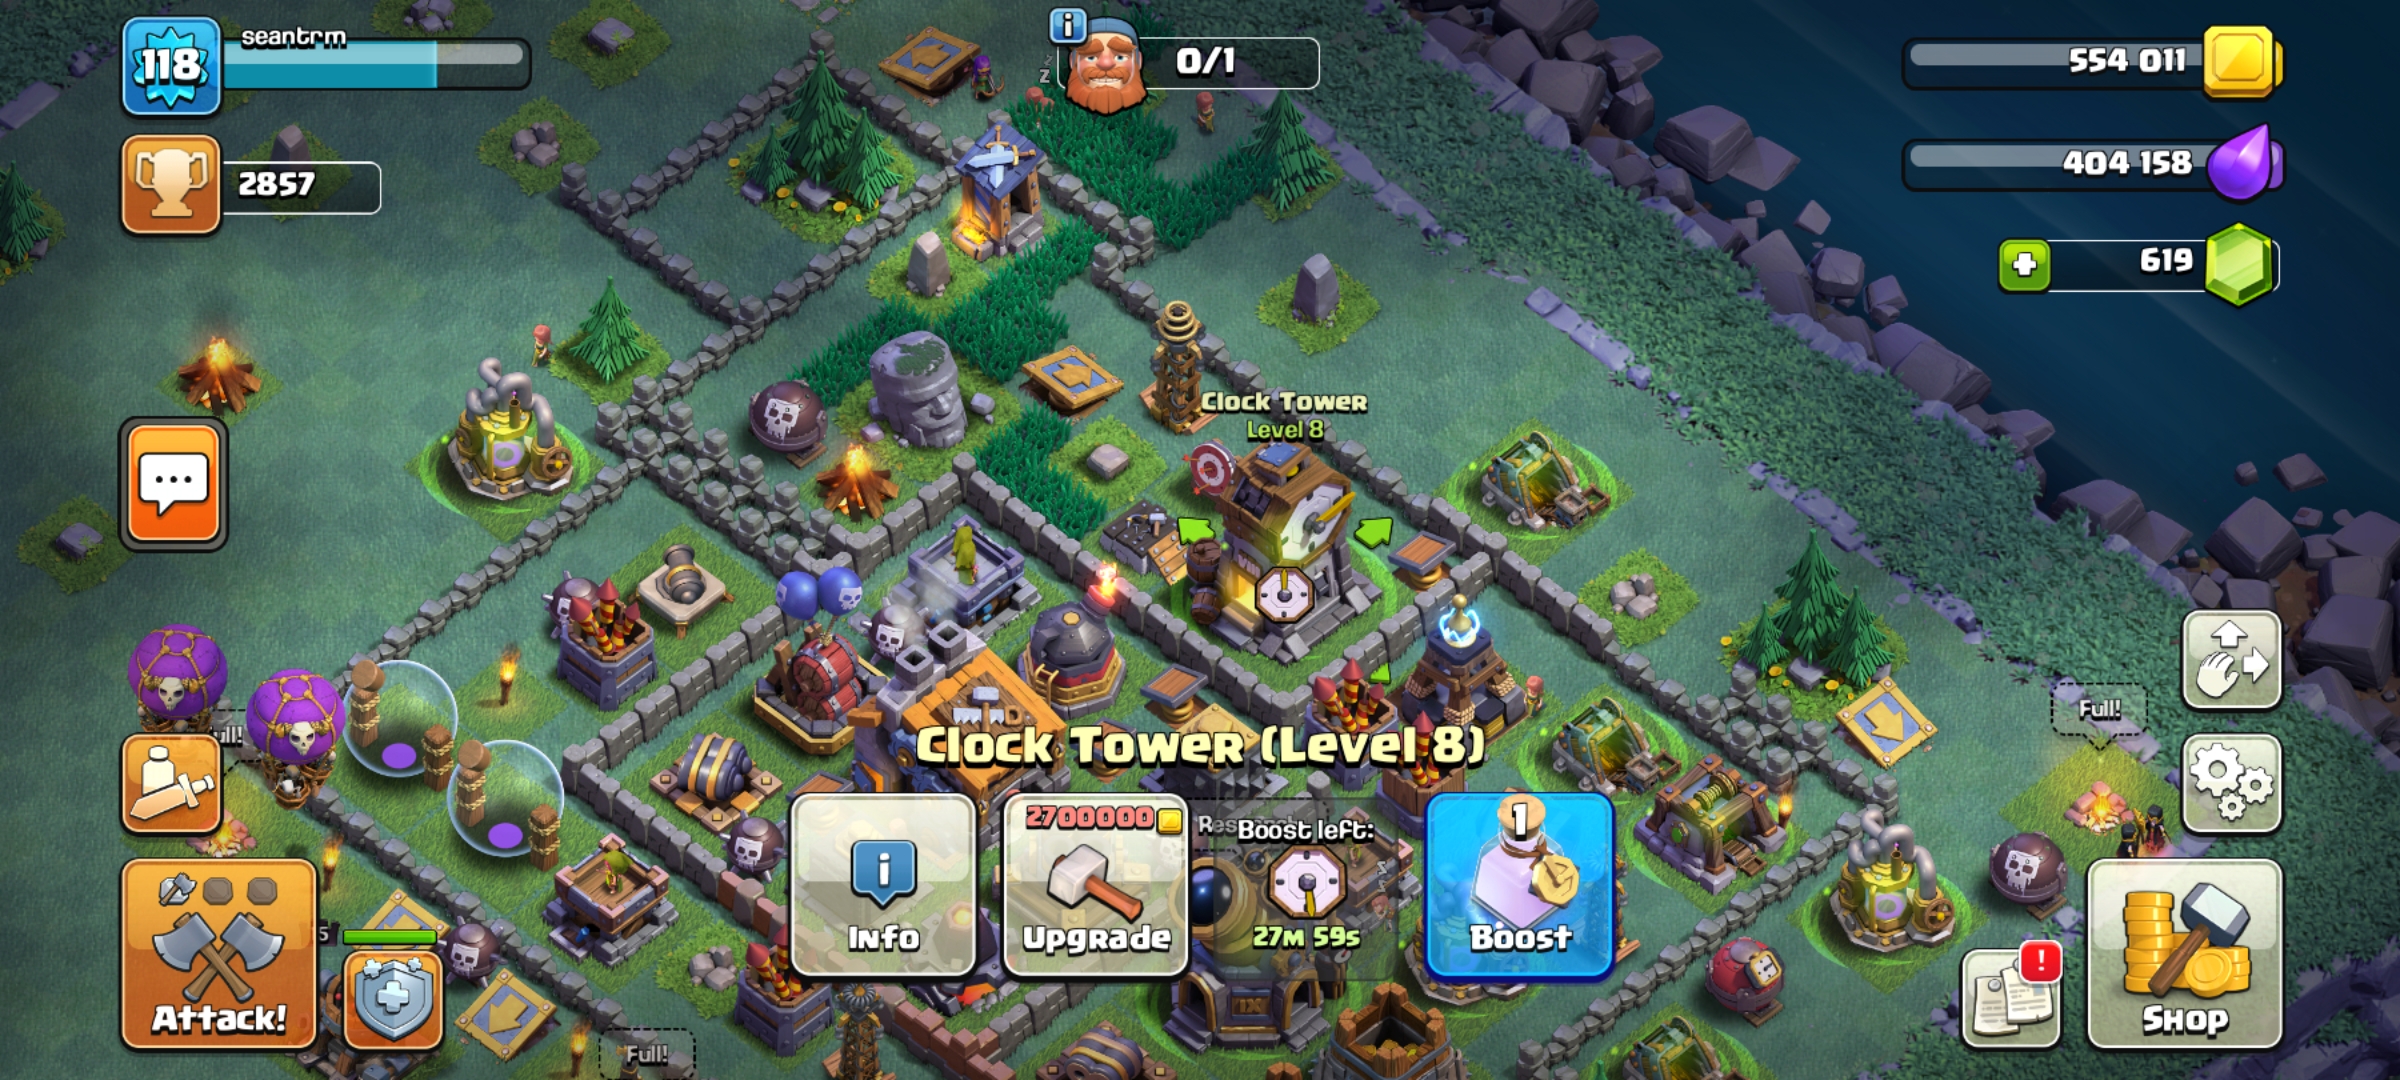 118
seantrm
0/1
554 011
404 158
619
2857
Clock Tower
Level 8
Full!
Clock Tower (Level 8)
2700000
Boost left:
1
27m 59s
Info
Upgrade
Boost
Attack!
Full!
Shop
!
IX